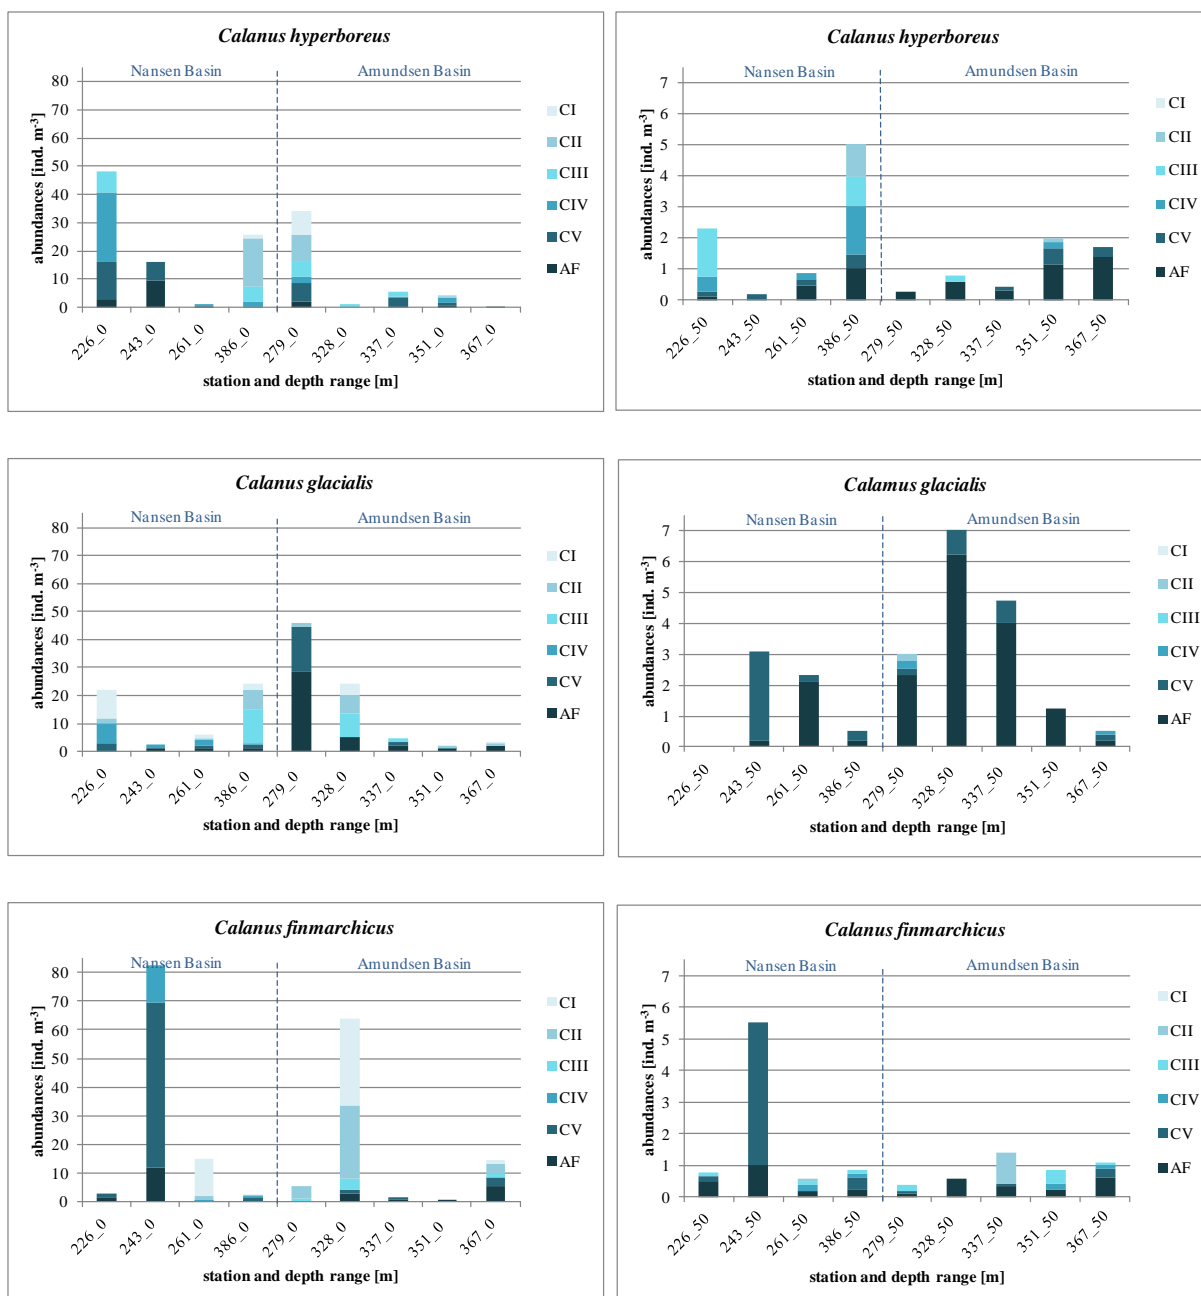 Calanus hyperboreus
Nansen Basin Amundsen Basin
abundances [ind. m-3]
80
70
60
50
40
30
20
10
0
226_0 243_0 261_0 386_0 279_0 328_0 337_0 351_0 367_0
station and depth range [m]
CI
CII
CIII
CIV
CV
AF
Calanus hyperboreus
Nansen Basin Amundsen Basin
abundances [ind. m-3]
7
6
5
4
3
2
1
0
226_50 243_50 261_50 386_50 279_50 328_50 337_50 351_50 367_50
station and depth range [m]
CI
CII
CIII
CIV
CV
AF
Calanus glacialis
Nansen Basin Amundsen Basin
abundances [ind. m-3]
80
70
60
50
40
30
20
10
0
226_0 243_0 261_0 386_0 279_0 328_0 337_0 351_0 367_0
station and depth range [m]
CI
CII
CIII
CIV
CV
AF
Calamus glacialis
Nansen Basin Amundsen Basin
abundances [ind. m-3]
7
6
5
4
3
2
1
0
226_50 243_50 261_50 386_50 279_50 328_50 337_50 351_50 367_50
station and depth range [m]
CI
CII
CIII
CIV
CV
AF
Calanus finmarchicus
Nansen Basin Amundsen Basin
abundances [ind. m-3]
80
70
60
50
40
30
20
10
0
226_0 243_0 261_0 386_0 279_0 328_0 337_0 351_0 367_0
station and depth range [m]
CI
CII
CIII
CIV
CV
AF
Calanus finmarchicus
Nansen Basin Amundsen Basin
abundances [ind. m-3]
7
6
5
4
3
2
1
0
226_50 243_50 261_50 386_50 279_50 328_50 337_50 351_50 367_50
station and depth range [m]
CI
CII
CIII
CIV
CV
AF